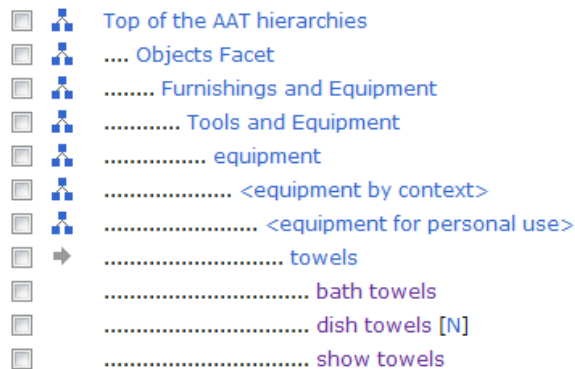 Top of the AAT hierarchies
.... Objects Facet
........ Furnishings and Equipment
............ Tools and Equipment
................ equipment
.................... <equipment by context>
........................ <equipment for personal use>
............................ towels
................................ bath towels
................................ dish towels [N]
................................ show towels